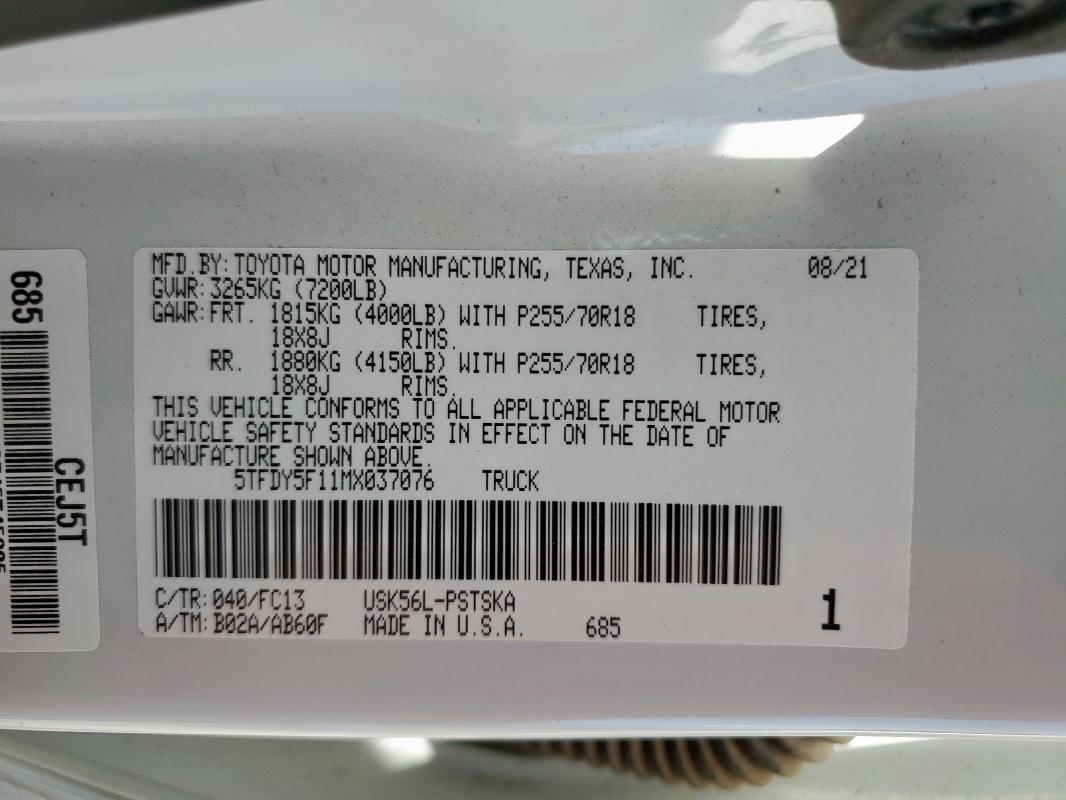 MFD.BY: TOYOTA MOTOR MANUFACTURING, TEXAS, INC. 08/21
GVWR: 3265KG (7200LB)
GAWR: FRT. 1815KG (4000LB) WITH P255/70R18 TIRES,
18X8J RIMS.
RR. 1880KG (4150LB) WITH P255/70R18 TIRES,
18X8J RIMS.
THIS VEHICLE CONFORMS TO ALL APPLICABLE FEDERAL MOTOR
VEHICLE SAFETY STANDARDS IN EFFECT ON THE DATE OF
MANUFACTURE SHOWN ABOVE.
5TFDY5F11MX037076 TRUCK
C/TR: 040/FC13 USK56L-PSTSKA
A/TM: B02A/AB60F MADE IN U.S.A. 685
1
685
CEJ5T